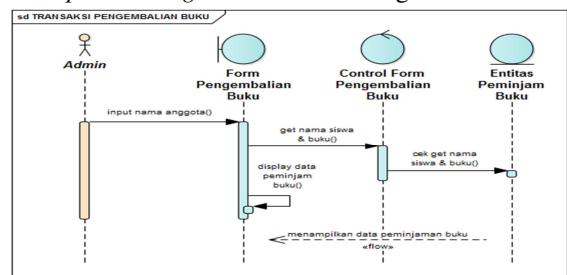 sd TRANSAKSI PENGEMBALIAN BUKU
Admin
Form
Pengembalian
Buku
Control Form
Pengembalian
Buku
Entitas
Peminjam
Buku
input nama anggota()
get nama siswa
& buku()
cek get nama
siswa & buku()
display data
peminjam
buku()
menampilkan data peminjaman buku
«flow»